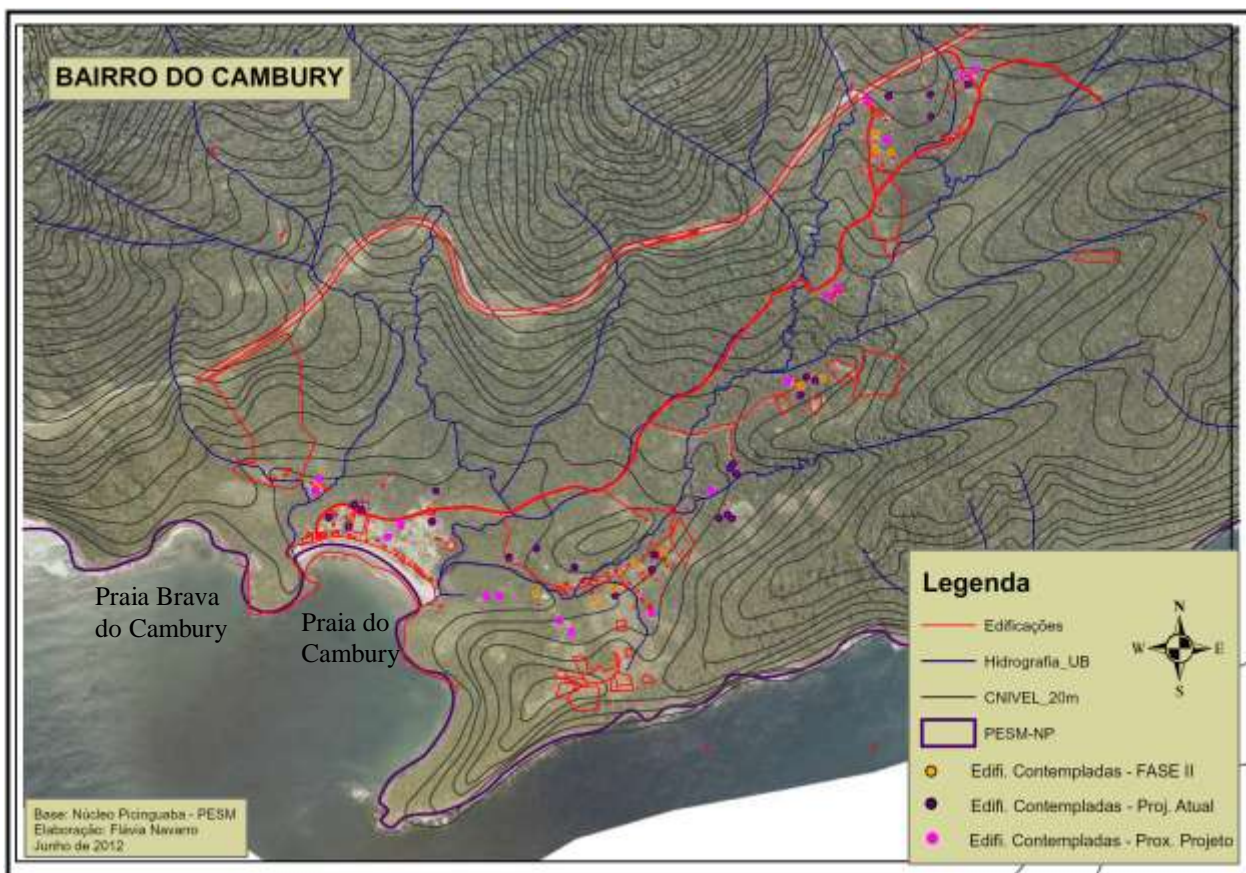 BAIRRO DO CAMBURY
Praia Brava
do Cambury
Praia do
Cambury
Legenda
Edificações
Hidrografia_UB
CNIVEL_20m
PESM-NP
Edifi. Contempladas - FASE II
Edifi. Contempladas - Proj. Atual
Edifi. Contempladas - Prox. Projeto
N
W
E
S
Base: Núcleo Picinguaba - PESM
Elaboração: Flávia Navarro
Junho de 2012